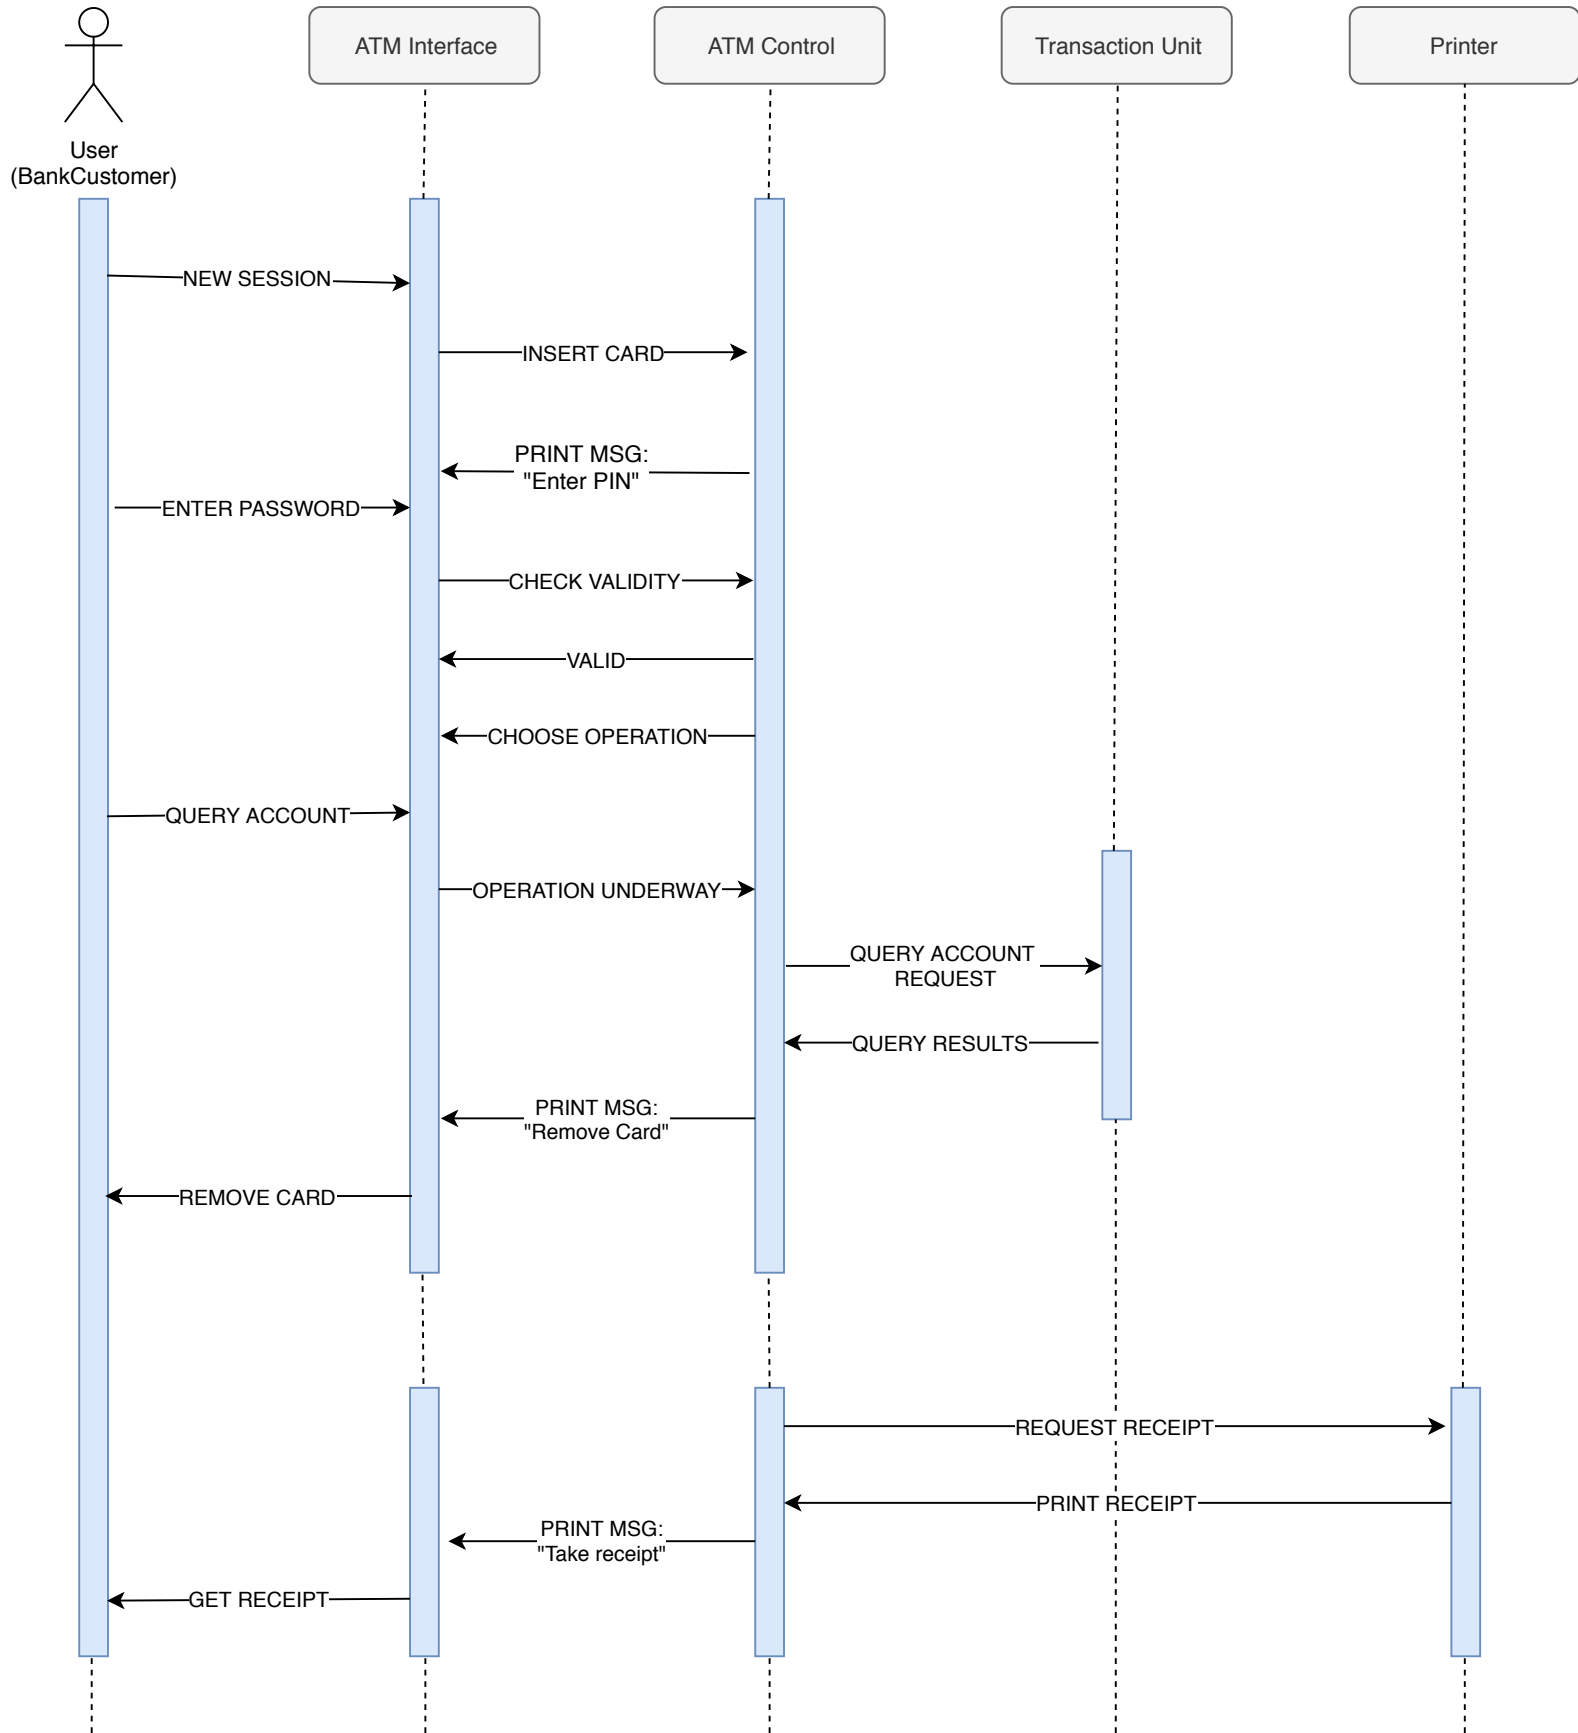 ATM Interface
ATM Control
Transaction Unit
Printer
User
(BankCustomer)
NEW SESSION
INSERT CARD
PRINT MSG:
"Enter PIN"
ENTER PASSWORD
CHECK VALIDITY
VALID
CHOOSE OPERATION
QUERY ACCOUNT
OPERATION UNDERWAY
QUERY ACCOUNT
REQUEST
QUERY RESULTS
PRINT MSG:
"Remove Card"
REMOVE CARD
REQUEST RECEIPT
PRINT RECEIPT
PRINT MSG:
"Take receipt"
GET RECEIPT